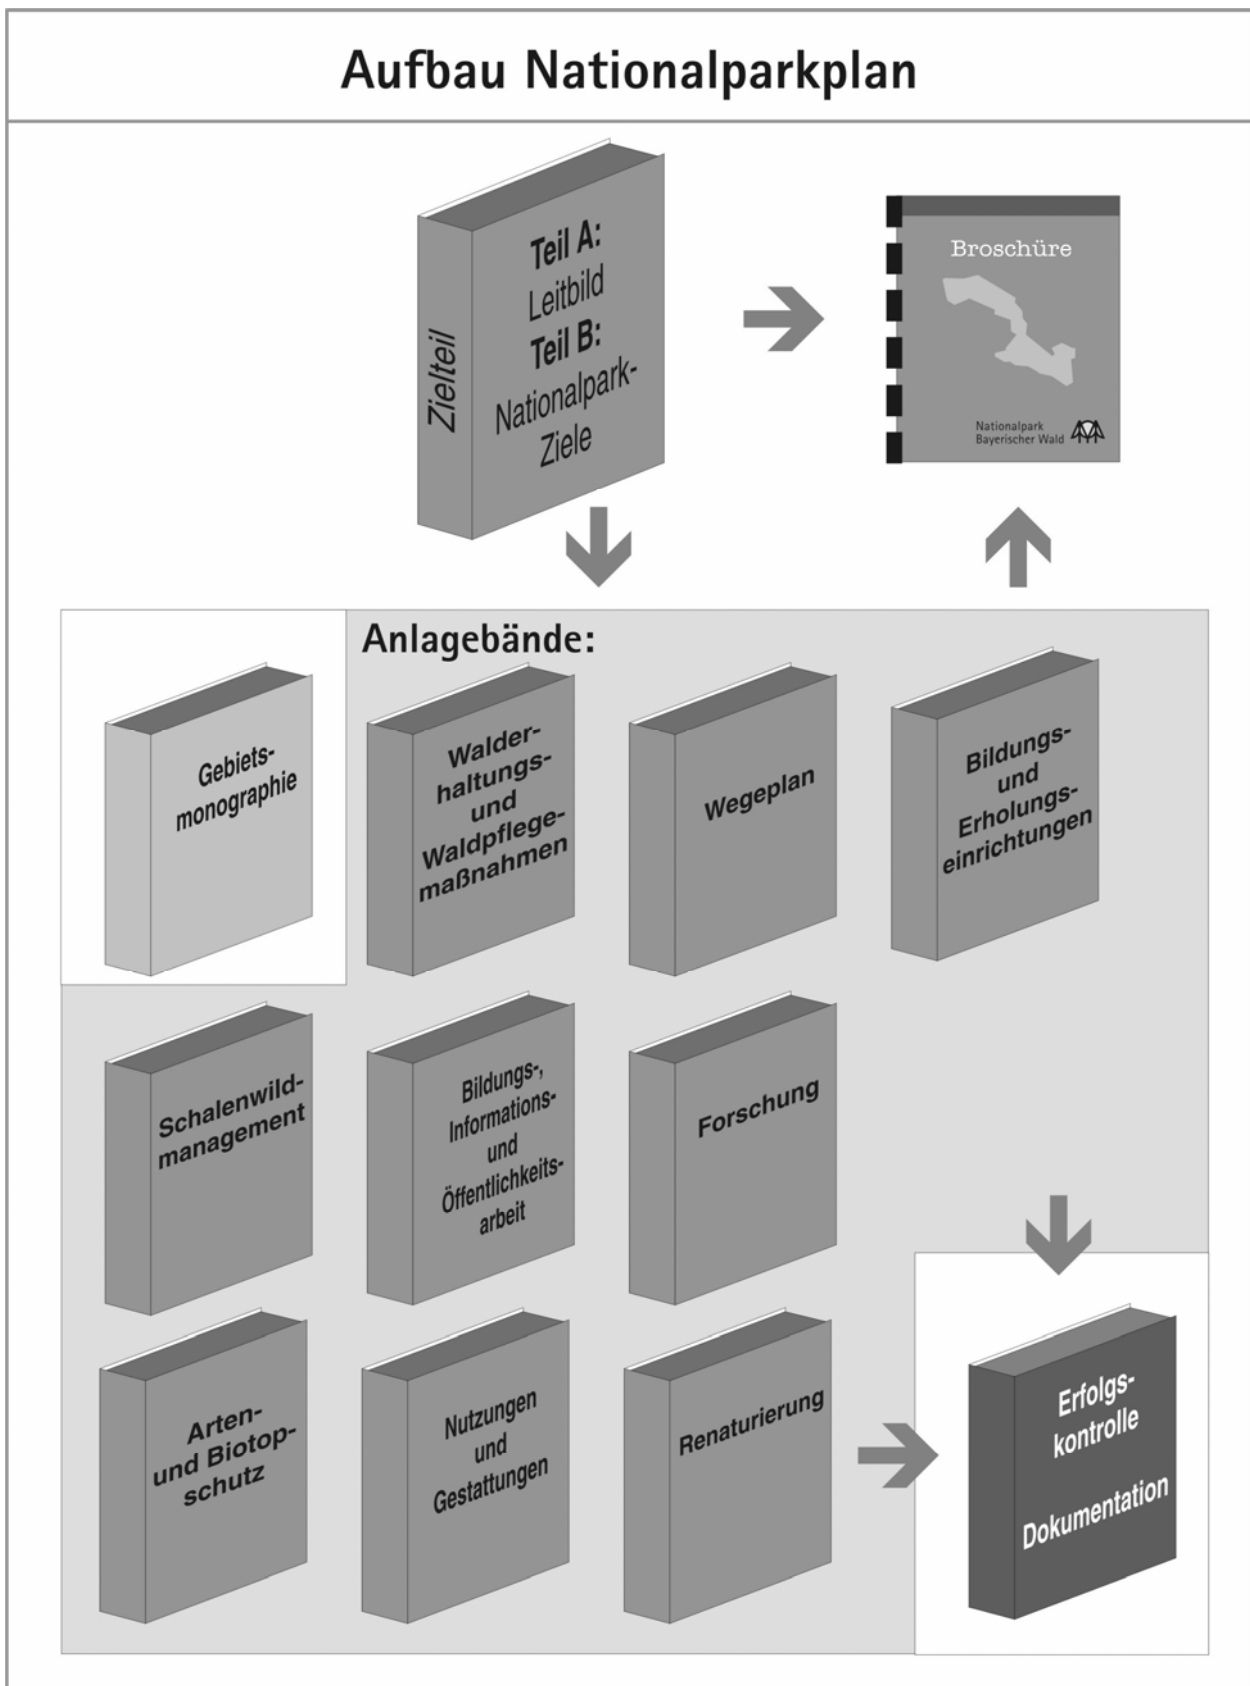 Aufbau Nationalparkplan
Zielteil
Teil A:
Leitbild
Teil B:
Nationalpark-
Ziele
Broschüre
Nationalpark
Bayerischer Wald
Anlagebände:
Gebiets-
monographie
Walder-
haltungs-
und
Waldpflege-
maßnahmen
Wegeplan
Bildungs-
und
Erholungs-
einrichtungen
Schalenwild-
management
Bildungs-,
Informations-
und
Öffentlichkeits-
arbeit
Forschung
Arten-
und Biotop-
schutz
Nutzungen
und
Gestattungen
Renaturierung
Erfolgs-
kontrolle
Dokumentation